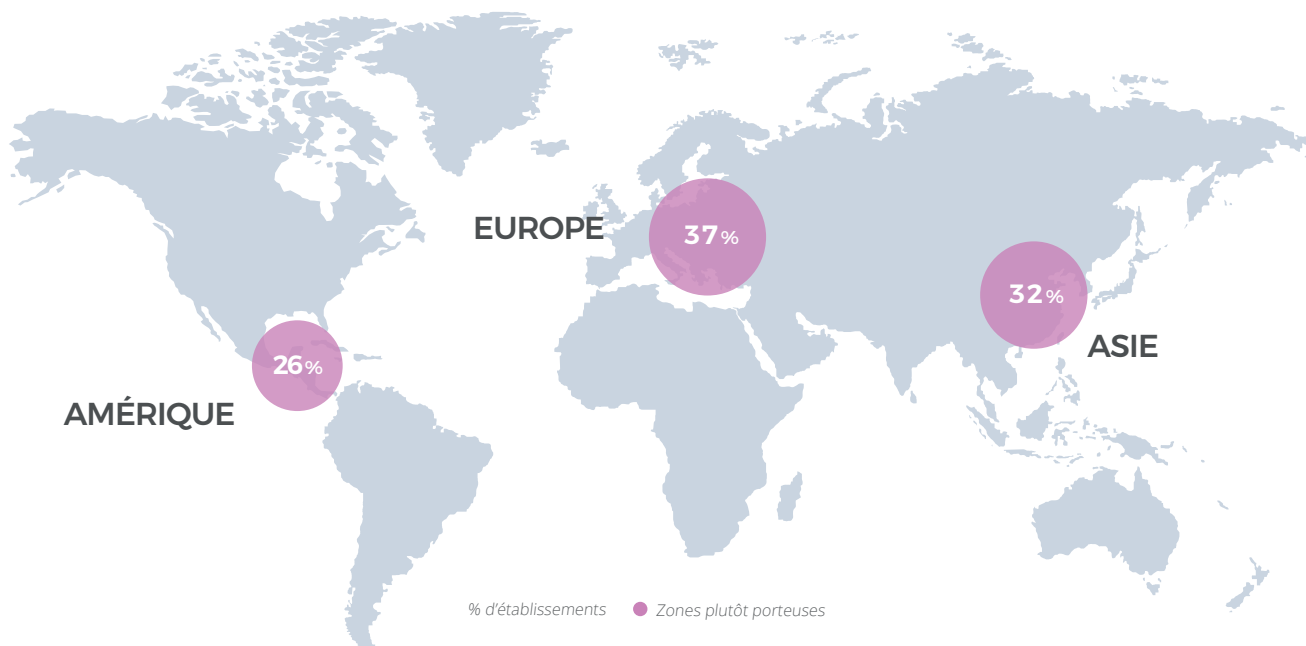 EUROPE
37%
32%
ASIE
26%
AMÉRIQUE
% d'établissements
Zones plutôt porteuses